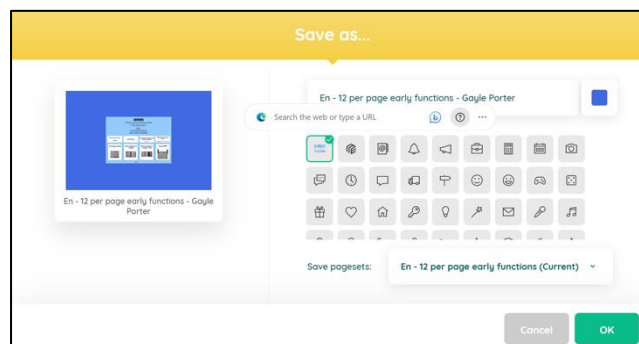 Save as...
En - 12 per page early functions - Gayle Porter
Search the web or type a URL
En - 12 per page early functions - Gayle
Porter
Save pagesets:
En - 12 per page early functions (Current)
Cancel
OK